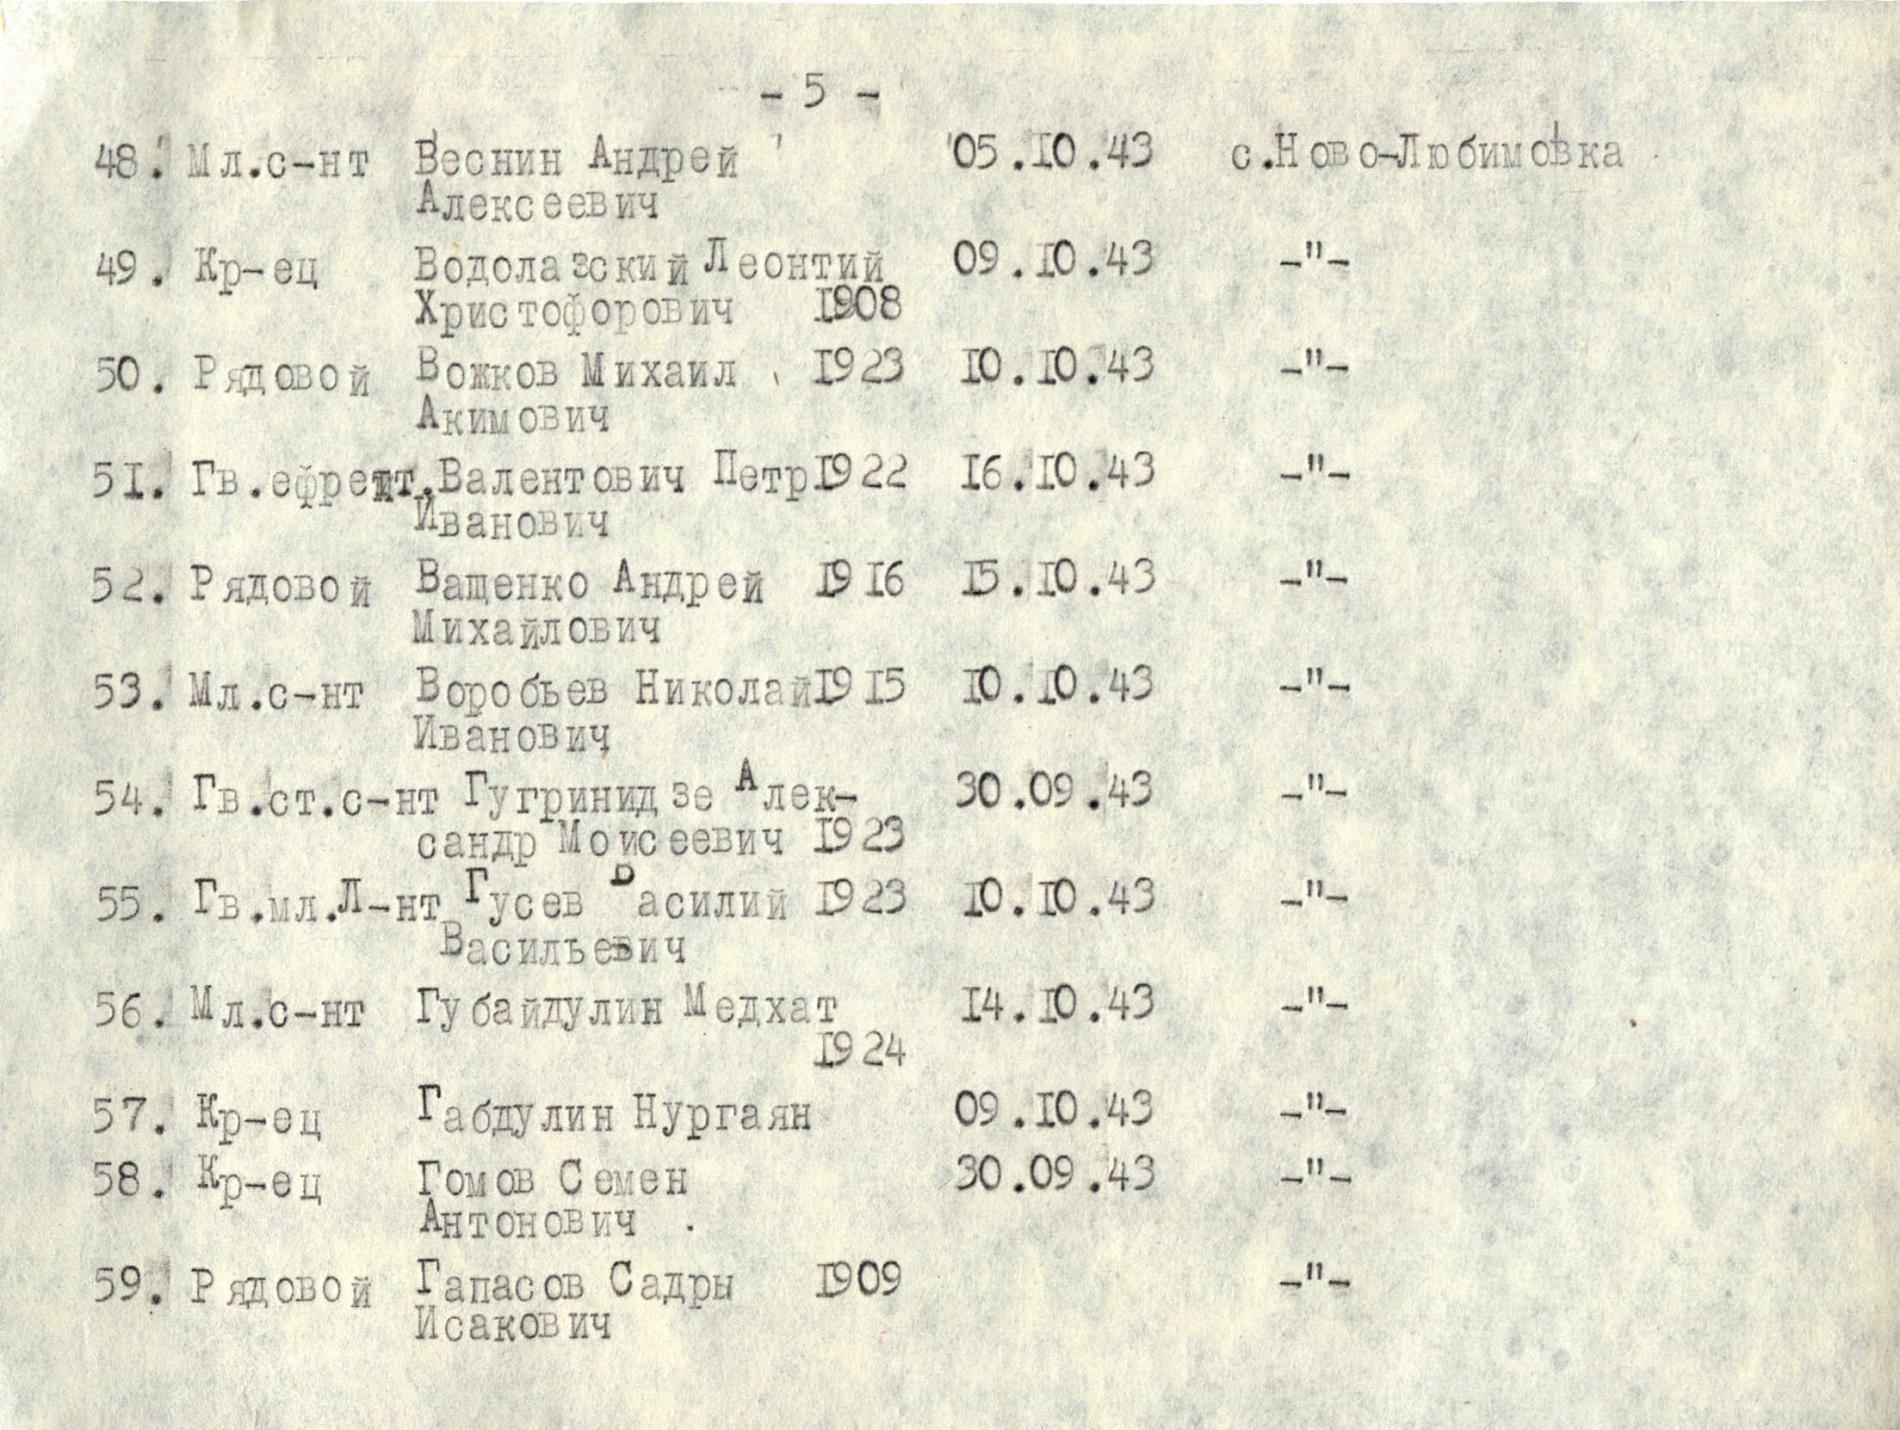 - 5 -
48. Мл.с-нт Веснин Андрей 05.10.43 с.Ново-Любимовка
Алексеевич
49. Кр-ец Водолазский Леонтий 09.10.43 -"-
Христофорович 1908
50. Рядовой Вожков Михаил 1923 10.10.43 -"-
Акимович
51. Гв.ефрейт.Валентович Петр 1922 16.10.43 -"-
Иванович
52. Рядовой Ващенко Андрей 1916 15.10.43 -"-
Михайлович
53. Мл.с-нт Воробьев Николай 1915 10.10.43 -"-
Иванович
54. Гв.ст.с-нт Гугринидзе Алек- 30.09.43 -"-
сандр Моисеевич 1923
55. Гв.мл.Л-нт Гусев Василий 1923 10.10.43 -"-
Васильевич
56. Мл.с-нт Губайдулин Медхат 14.10.43 -"-
1924
57. Кр-ец Габдулин Нургаян 09.10.43 -"-
58. Кр-ец Гомов Семен 30.09.43 -"-
Антонович .
59. Рядовой Гапасов Садры 1909 -"-
Исакович